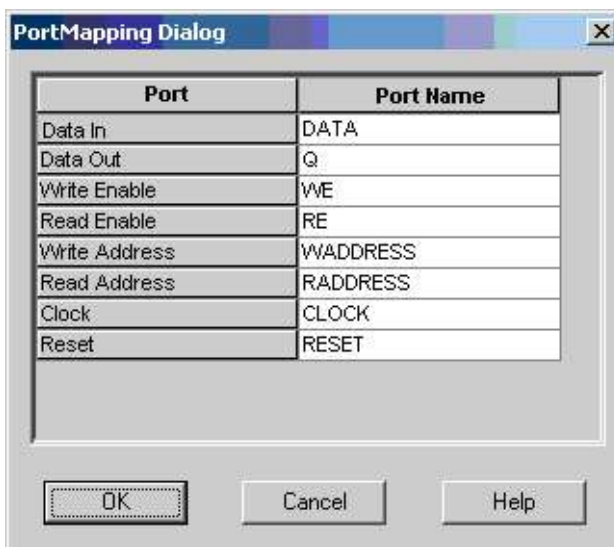 PortMapping Dialog
Port Port Name
Data In DATA
Data Out Q
Write Enable WE
Read Enable RE
Write Address WADDRESS
Read Address RADDRESS
Clock CLOCK
Reset RESET
OK Cancel Help